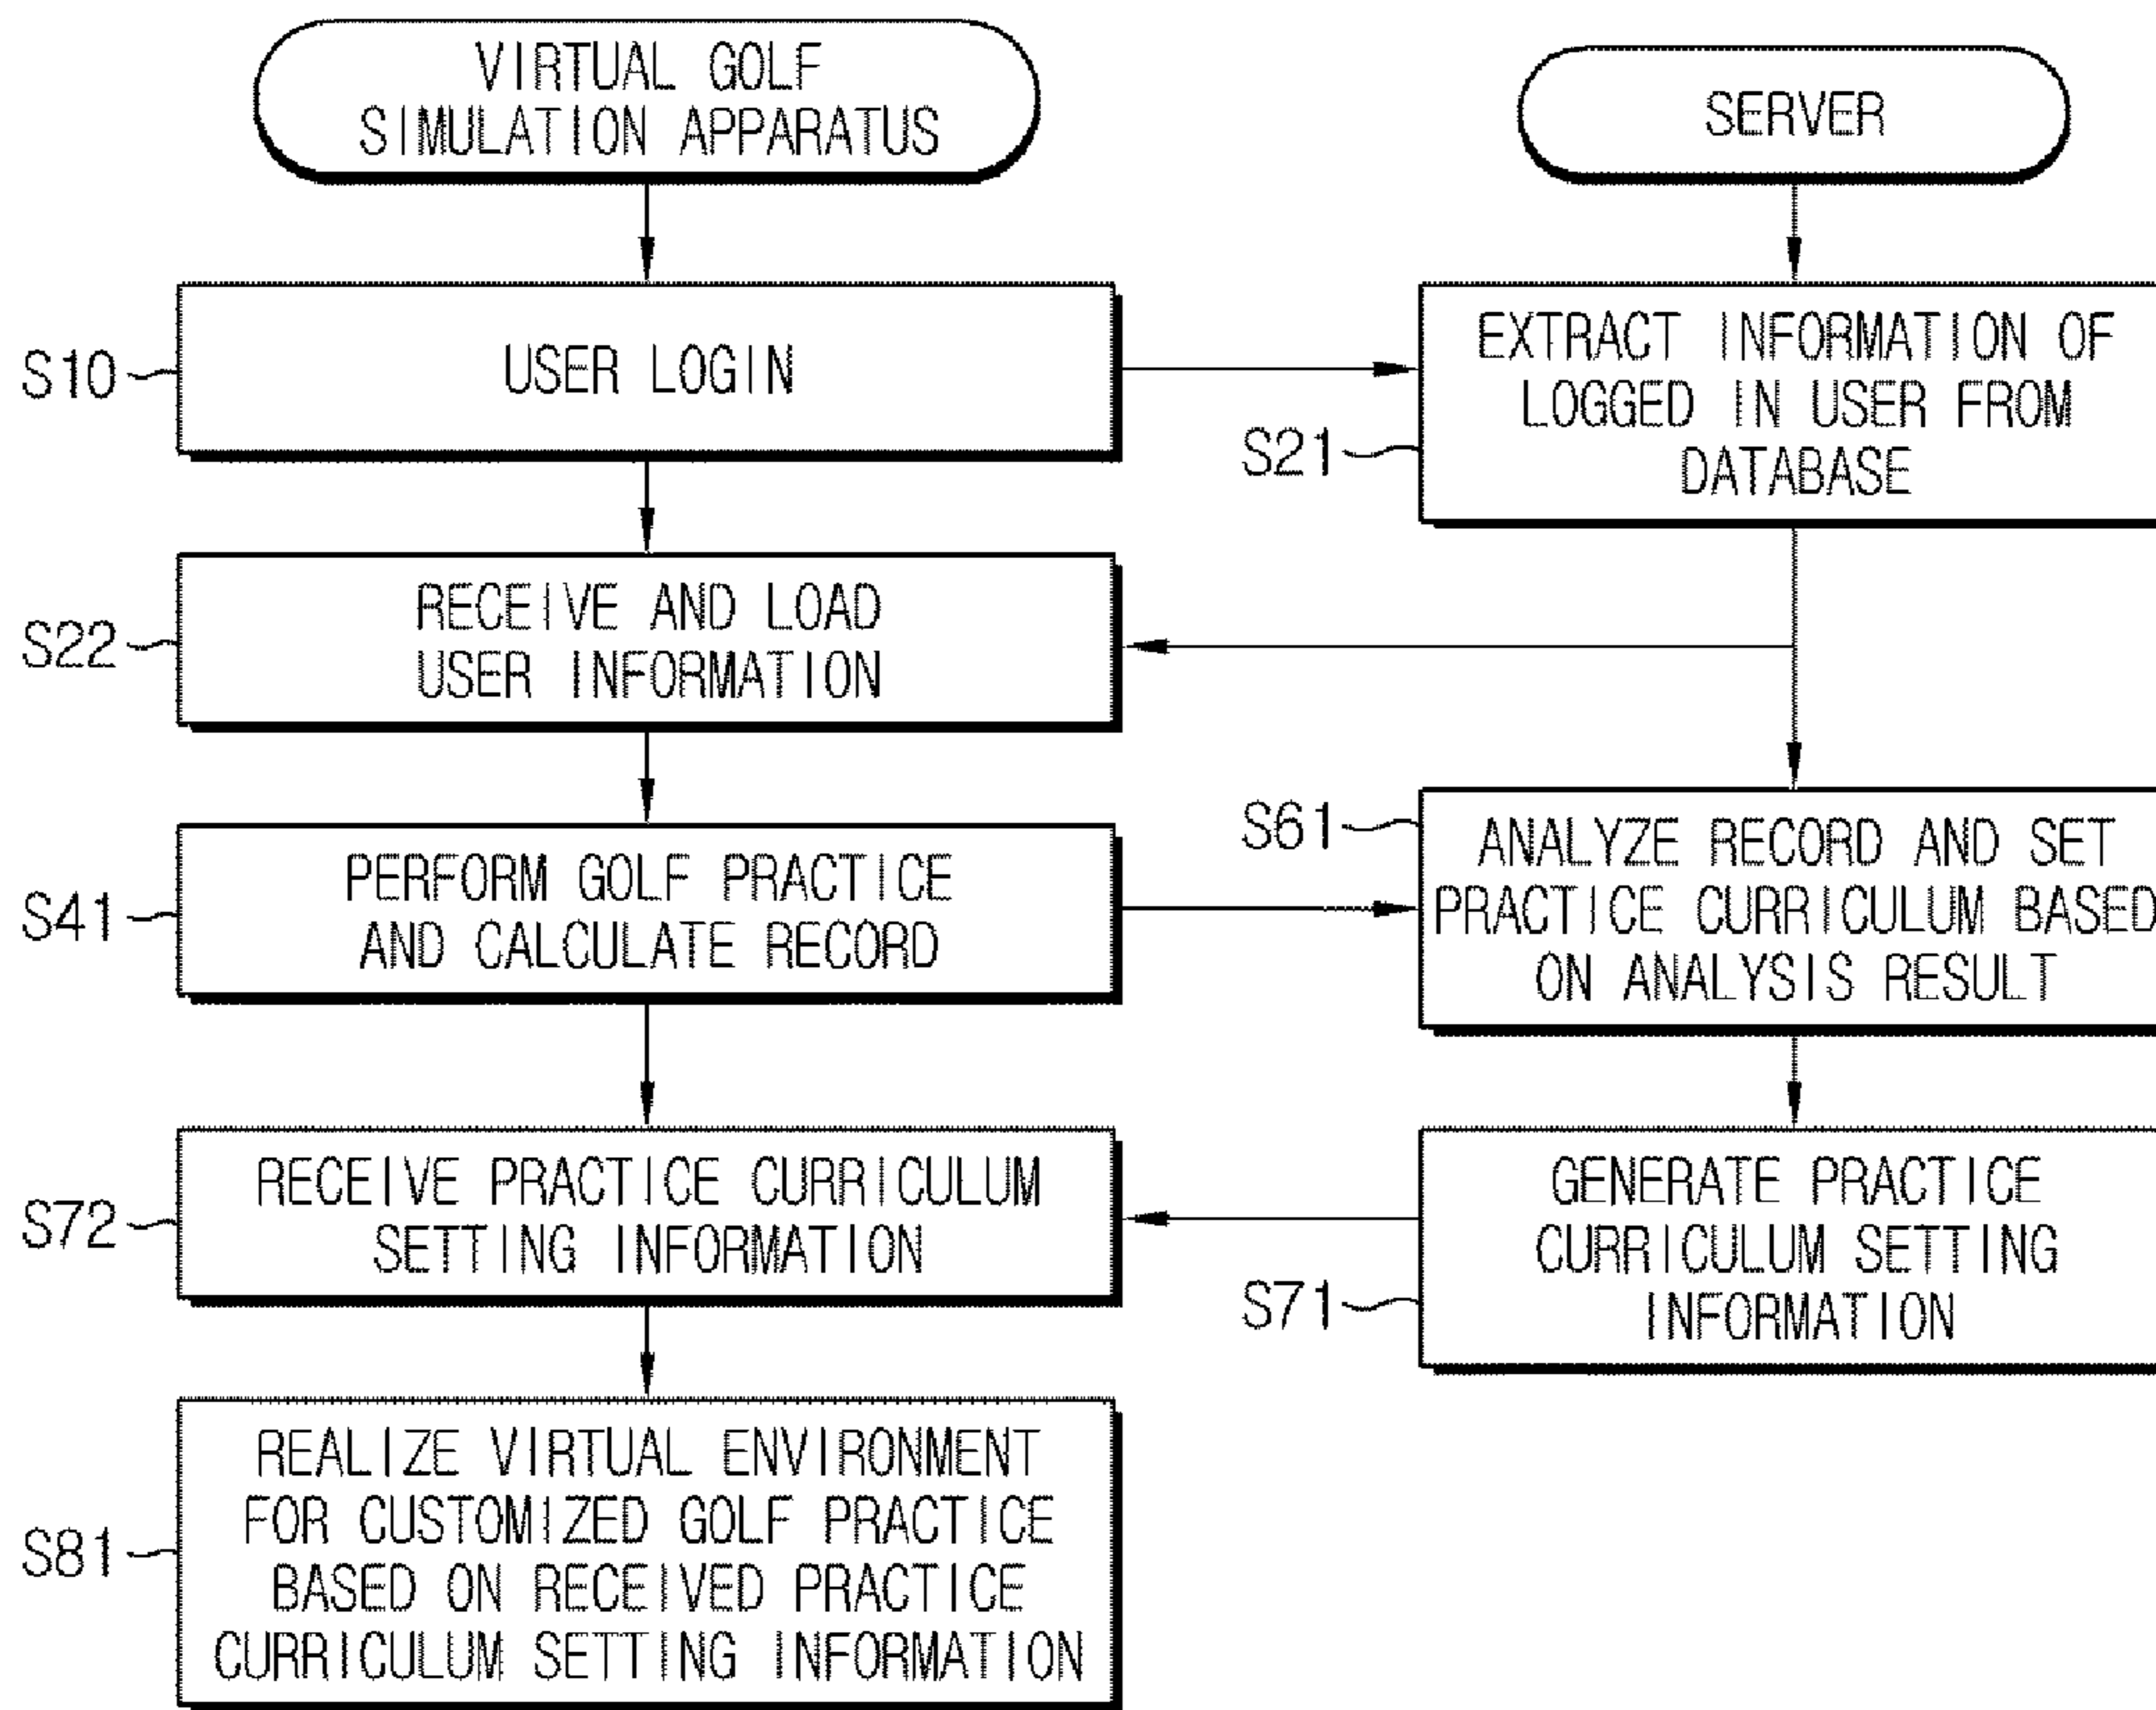 VIRTUAL GOLF
SIMULATION APPARATUS
SERVER
S10
USER LOGIN
EXTRACT INFORMATION OF
LOGGED IN USER FROM
DATABASE
S21
S22
RECEIVE AND LOAD
USER INFORMATION
S41
PERFORM GOLF PRACTICE
AND CALCULATE RECORD
S61
ANALYZE RECORD AND SET
PRACTICE CURRICULUM BASED
ON ANALYSIS RESULT
S72
RECEIVE PRACTICE CURRICULUM
SETTING INFORMATION
GENERATE PRACTICE
CURRICULUM SETTING
INFORMATION
S71
S81
REALIZE VIRTUAL ENVIRONMENT
FOR CUSTOMIZED GOLF PRACTICE
BASED ON RECEIVED PRACTICE
CURRICULUM SETTING INFORMATION